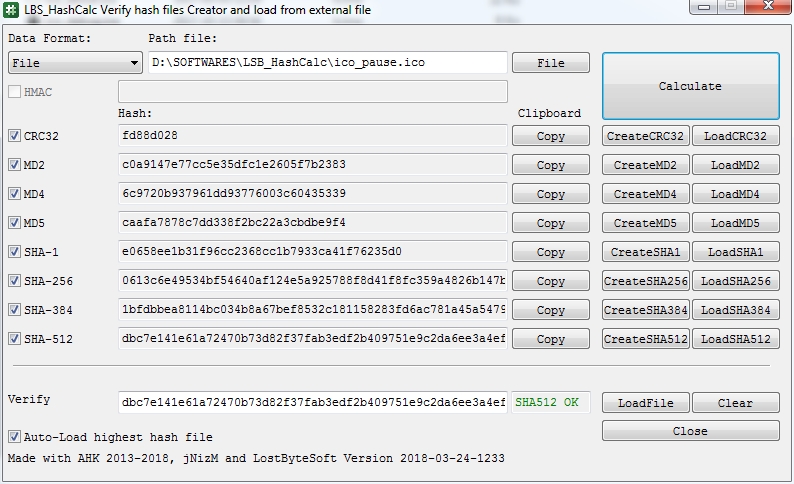 LBS_HashCalc Verify hash files Creator and load from external file
Data Format: Path file:
File D:\SOFTWARES\LSB_HashCalc\ico_pause.ico File
Calculate
HMAC
Hash: Clipboard
CRC32 fd88d028 Copy CreateCRC32 LoadCRC32
MD2 c0a9147e77cc5e35dfc1e2605f7b2383 Copy CreateMD2 LoadMD2
MD4 6c9720b937961dd93776003c60435339 Copy CreateMD4 LoadMD4
MD5 caafa7878c7dd338f2bc22a3cbdbe9f4 Copy CreateMD5 LoadMD5
SHA-1 e0658ee1b31f96cc2368cc1b7933ca41f76235d0 Copy CreateSHA1 LoadSHA1
SHA-256 0613c6e49534bf54640af124e5a925788f8d41f8fc359a4826b147b Copy CreateSHA256 LoadSHA256
SHA-384 1bfdbbea8114bc034b8a67bef8532c181158283fd6ac781a45a5479 Copy CreateSHA384 LoadSHA384
SHA-512 dbc7e141e61a72470b73d82f37fab3edf2b409751e9c2da6ee3a4ef Copy CreateSHA512 LoadSHA512
Verify dbc7e141e61a72470b73d82f37fab3edf2b409751e9c2da6ee3a4ef SHA512 OK LoadFile Clear
Close
Auto-Load highest hash file
Made with AHK 2013-2018, jNizM and LostByteSoft Version 2018-03-24-1233